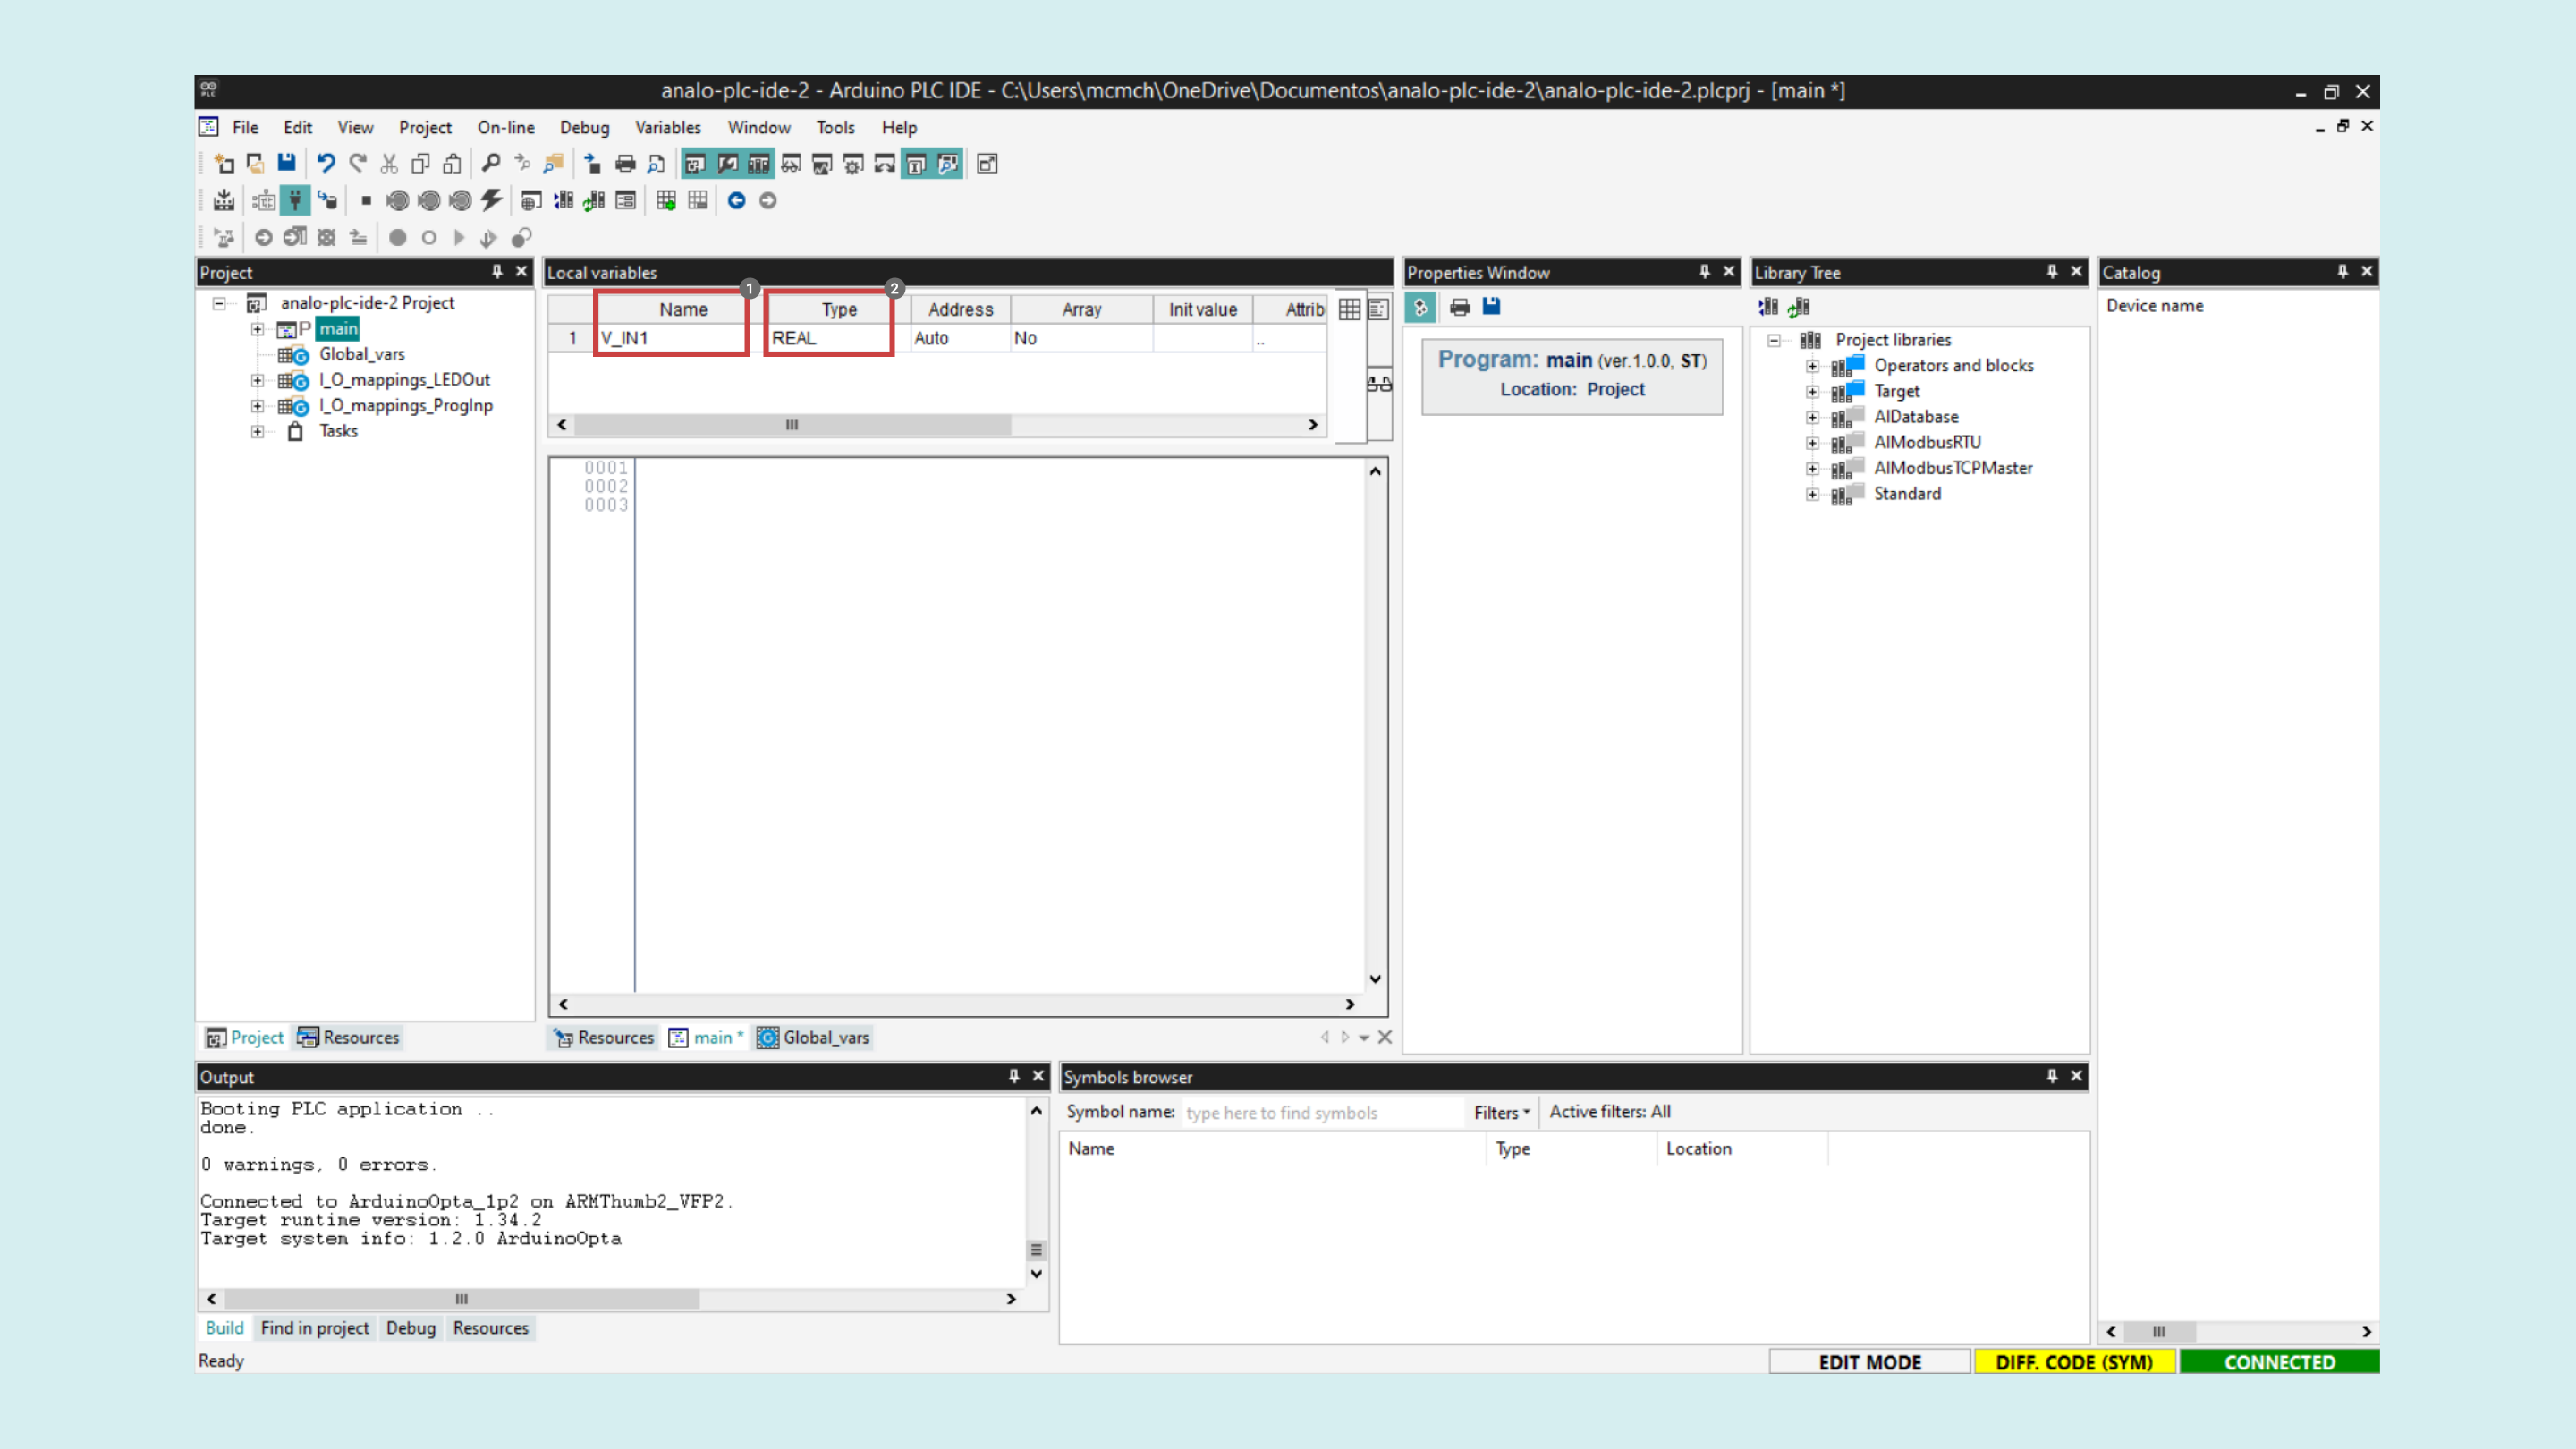 analo-plc-ide-2 - Arduino PLC IDE - C:\Users\mcmch\OneDrive\Documentos\analo-plc-ide-2\analo-plc-ide-2.plcprj - [main *]
File Edit View Project On-line Debug Variables Window Tools Help
Project
analo-plc-ide-2 Project
P main
Global_vars
I_O_mappings_LEDOut
I_O_mappings_ProgInp
Tasks
Project Resources
Local variables
1 2
Name Type Address Array Init value Attrib
1 V_IN1 REAL Auto No ..
0001
0002
0003
Resources main * Global_vars
Properties Window
Program: main (ver.1.0.0, ST)
Location: Project
Library Tree
Project libraries
Operators and blocks
Target
AlDatabase
AlModbusRTU
AlModbusTCPMaster
Standard
Catalog
Device name
Output
Booting PLC application ..
done.
0 warnings, 0 errors.
Connected to ArduinoOpta_1p2 on ARMThumb2_VFP2.
Target runtime version: 1.34.2
Target system info: 1.2.0 ArduinoOpta
Build Find in project Debug Resources
Symbols browser
Symbol name: type here to find symbols Filters Active filters: All
Name Type Location
Ready
EDIT MODE DIFF. CODE (SYM) CONNECTED